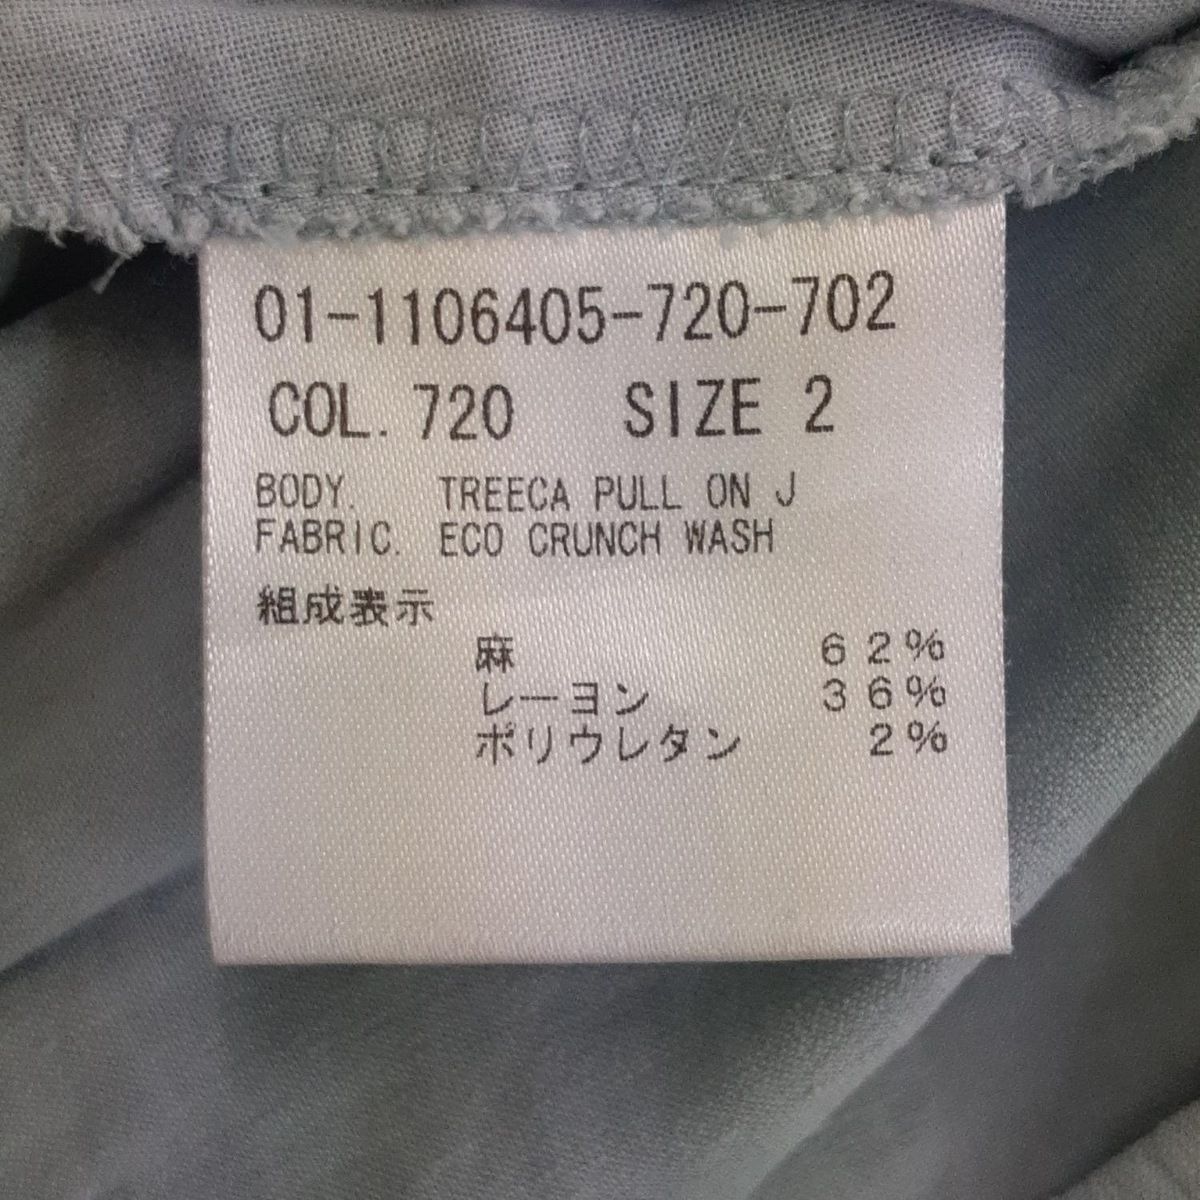 01-1106405-720-702
COL. 720 SIZE 2
BODY. TREECA PULL ON J
FABRIC. ECO CRUNCH WASH
組成表示
麻 62%
レーヨン 36%
ポリウレタン 2%